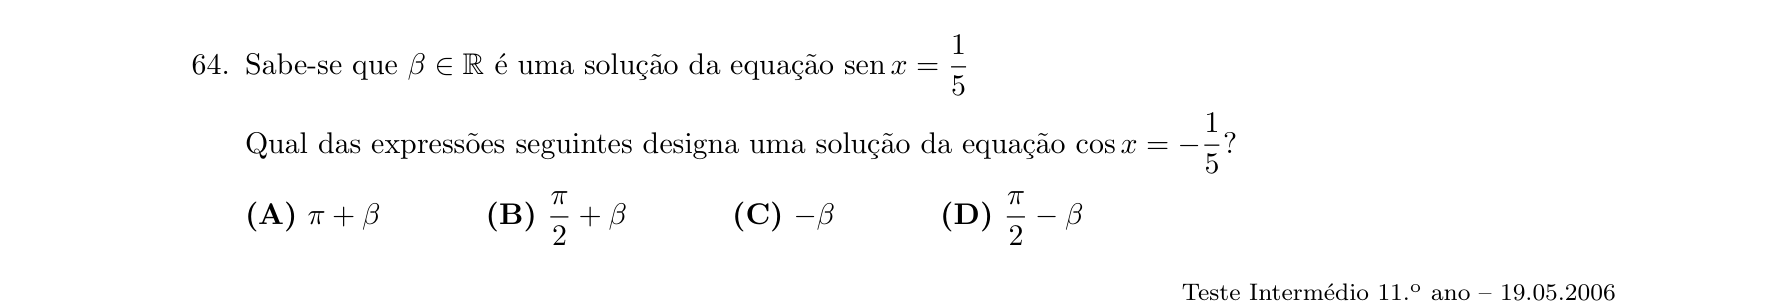 64. Sabe-se que β ∈ ℝ é uma solução da equação sen x = 1/5
Qual das expressões seguintes designa uma solução da equação cos x = −1/5?
(A) π + β (B) π/2 + β (C) −β (D) π/2 − β
Teste Intermédio 11.º ano – 19.05.2006